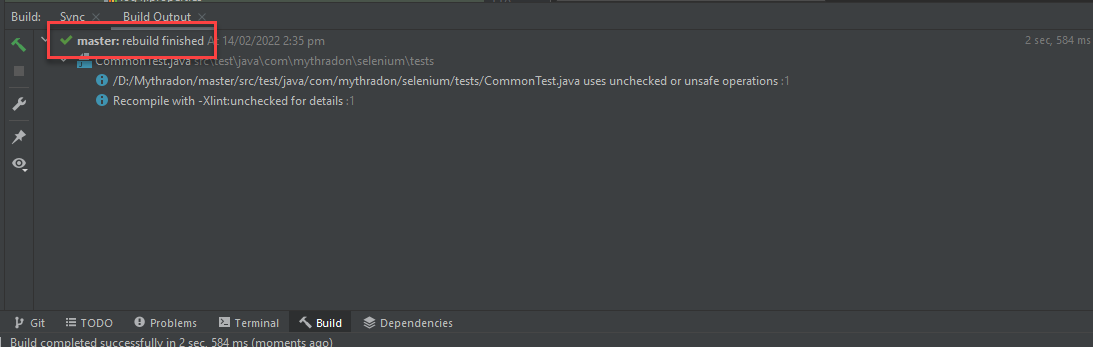 Build: Sync × Build Output ×
master: rebuild finished At 14/02/2022 2:35 pm 2 sec, 584 ms
CommonTest.java src\test\java\com\mythradon\selenium\tests
/D:/Mythradon/master/src/test/java/com/mythradon/selenium/tests/CommonTest.java uses unchecked or unsafe operations :1
Recompile with -Xlint:unchecked for details :1
Git TODO Problems Terminal Build Dependencies
Build completed successfully in 2 sec, 584 ms (moments ago)